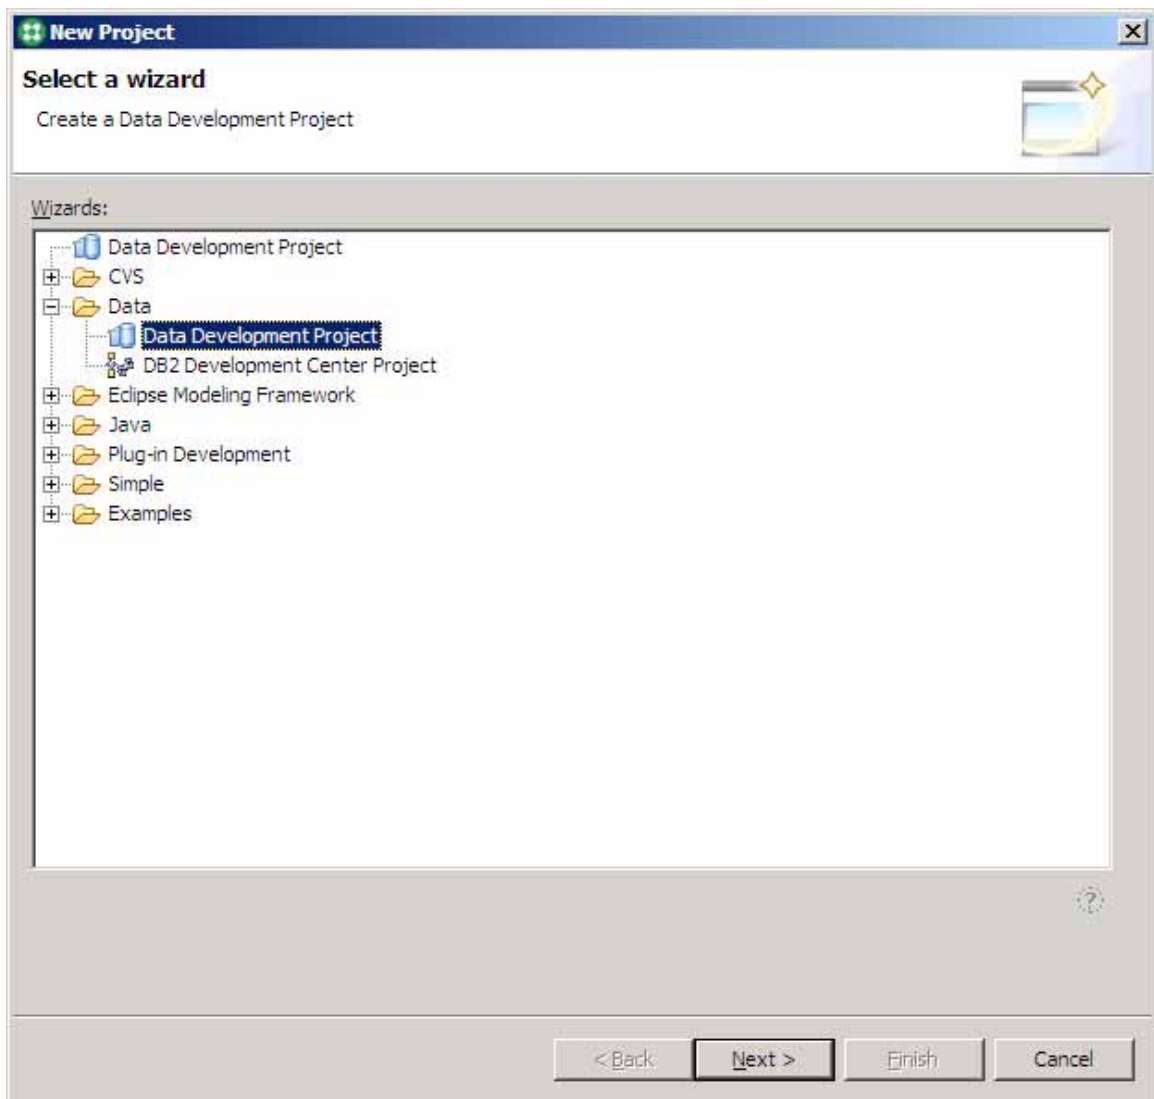 New Project
Select a wizard
Create a Data Development Project
Wizards:
Data Development Project
CVS
Data
Data Development Project
DB2 Development Center Project
Eclipse Modeling Framework
Java
Plug-in Development
Simple
Examples
?
< Back Next > Finish Cancel